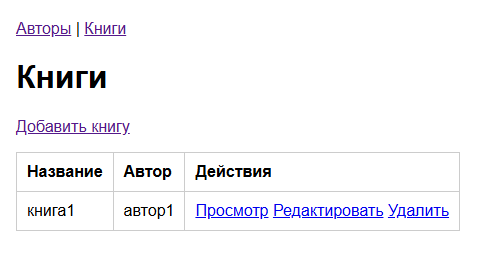 Авторы | Книги
Книги
Добавить книгу
Название Автор Действия
книга1 автор1 Просмотр Редактировать Удалить